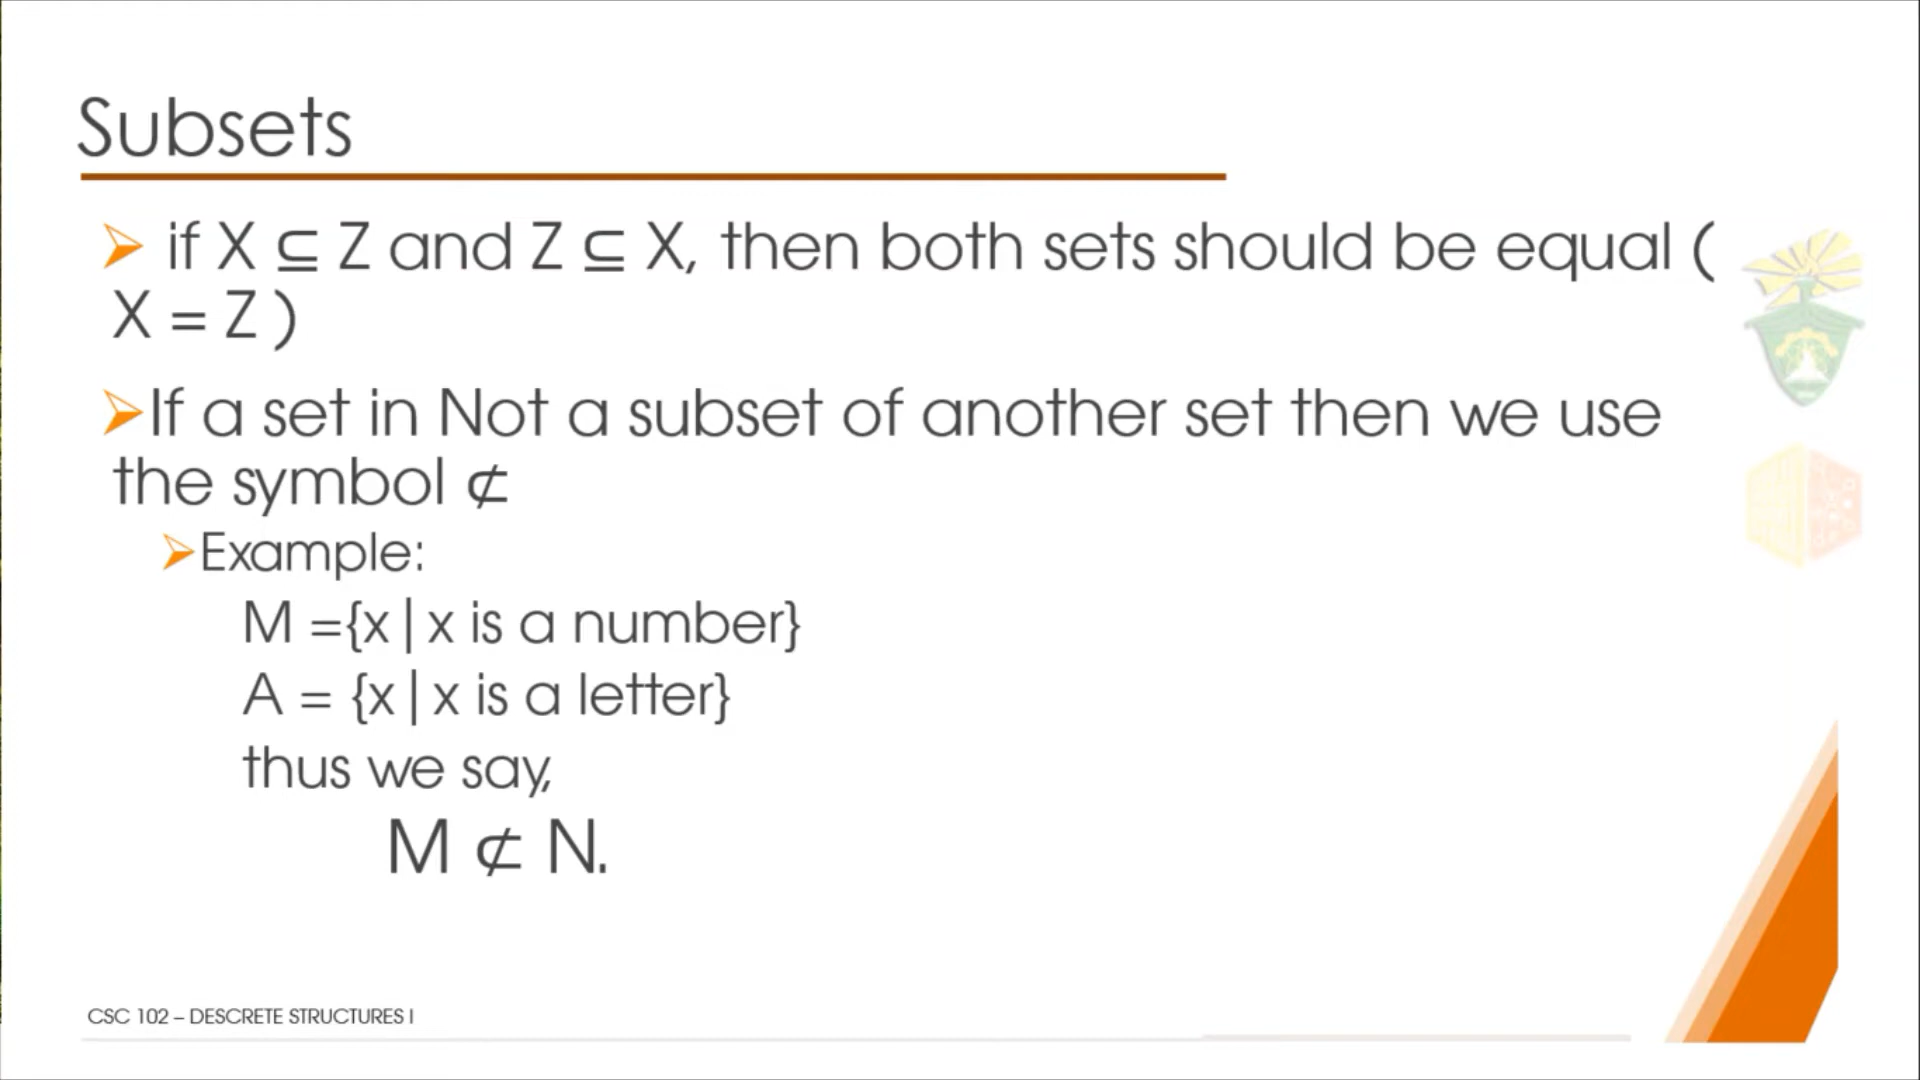 Subsets
if X ⊆ Z and Z ⊆ X, then both sets should be equal (
X = Z )
If a set in Not a subset of another set then we use
the symbol ⊄
Example:
M ={x | x is a number}
A = {x | x is a letter}
thus we say,
M ⊄ N.
CSC 102 – DESCRETE STRUCTURES I